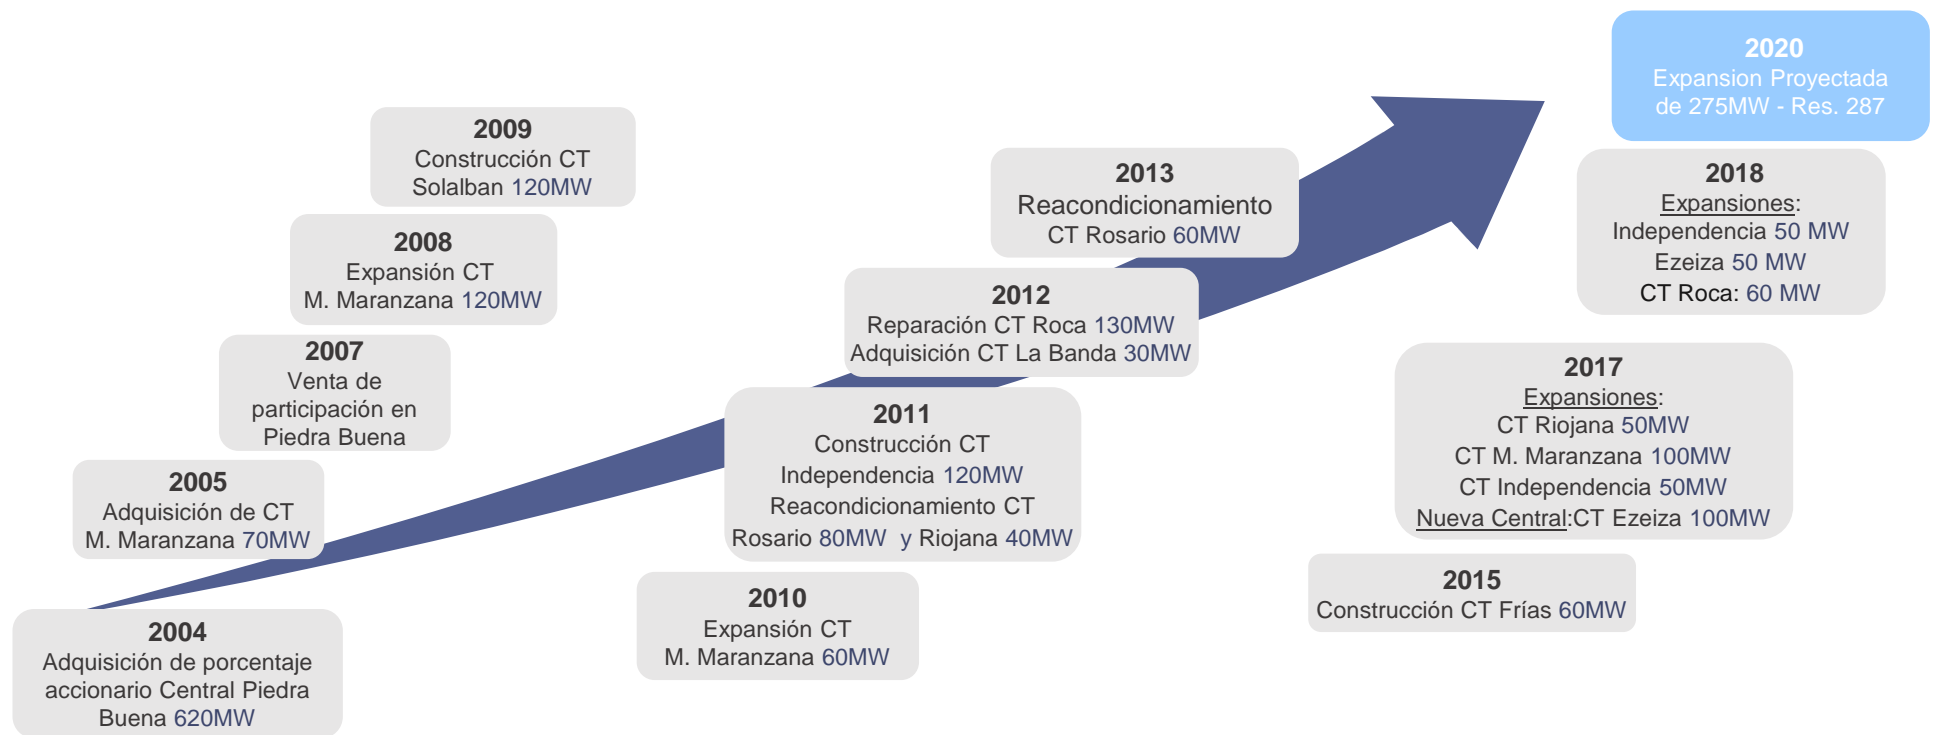 2004
Adquisición de porcentaje
accionario Central Piedra
Buena 620MW
2005
Adquisición de CT
M. Maranzana 70MW
2007
Venta de
participación en
Piedra Buena
2008
Expansión CT
M. Maranzana 120MW
2009
Construcción CT
Solalban 120MW
2010
Expansión CT
M. Maranzana 60MW
2011
Construcción CT
Independencia 120MW
Reacondicionamiento CT
Rosario 80MW y Riojana 40MW
2012
Reparación CT Roca 130MW
Adquisición CT La Banda 30MW
2013
Reacondicionamiento
CT Rosario 60MW
2015
Construcción CT Frías 60MW
2017
Expansiones:
CT Riojana 50MW
CT M. Maranzana 100MW
CT Independencia 50MW
Nueva Central:CT Ezeiza 100MW
2018
Expansiones:
Independencia 50 MW
Ezeiza 50 MW
CT Roca: 60 MW
2020
Expansion Proyectada
de 275MW - Res. 287